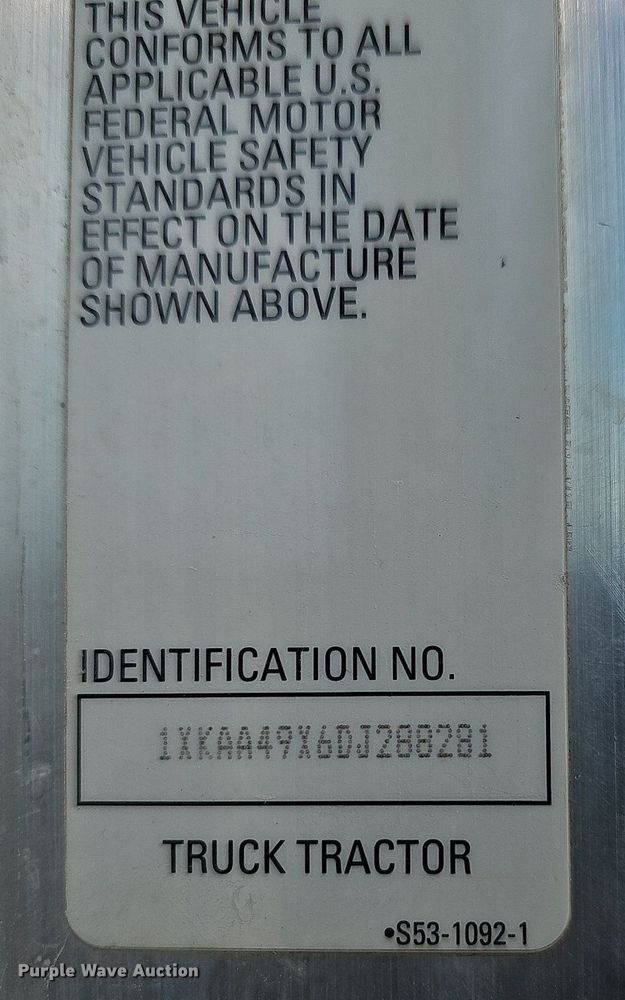 THIS VEHICLE
CONFORMS TO ALL
APPLICABLE U.S.
FEDERAL MOTOR
VEHICLE SAFETY
STANDARDS IN
EFFECT ON THE DATE
OF MANUFACTURE
SHOWN ABOVE.
IDENTIFICATION NO.
1XKAA49X6DJ288281
TRUCK TRACTOR
•S53-1092-1
Purple Wave Auction